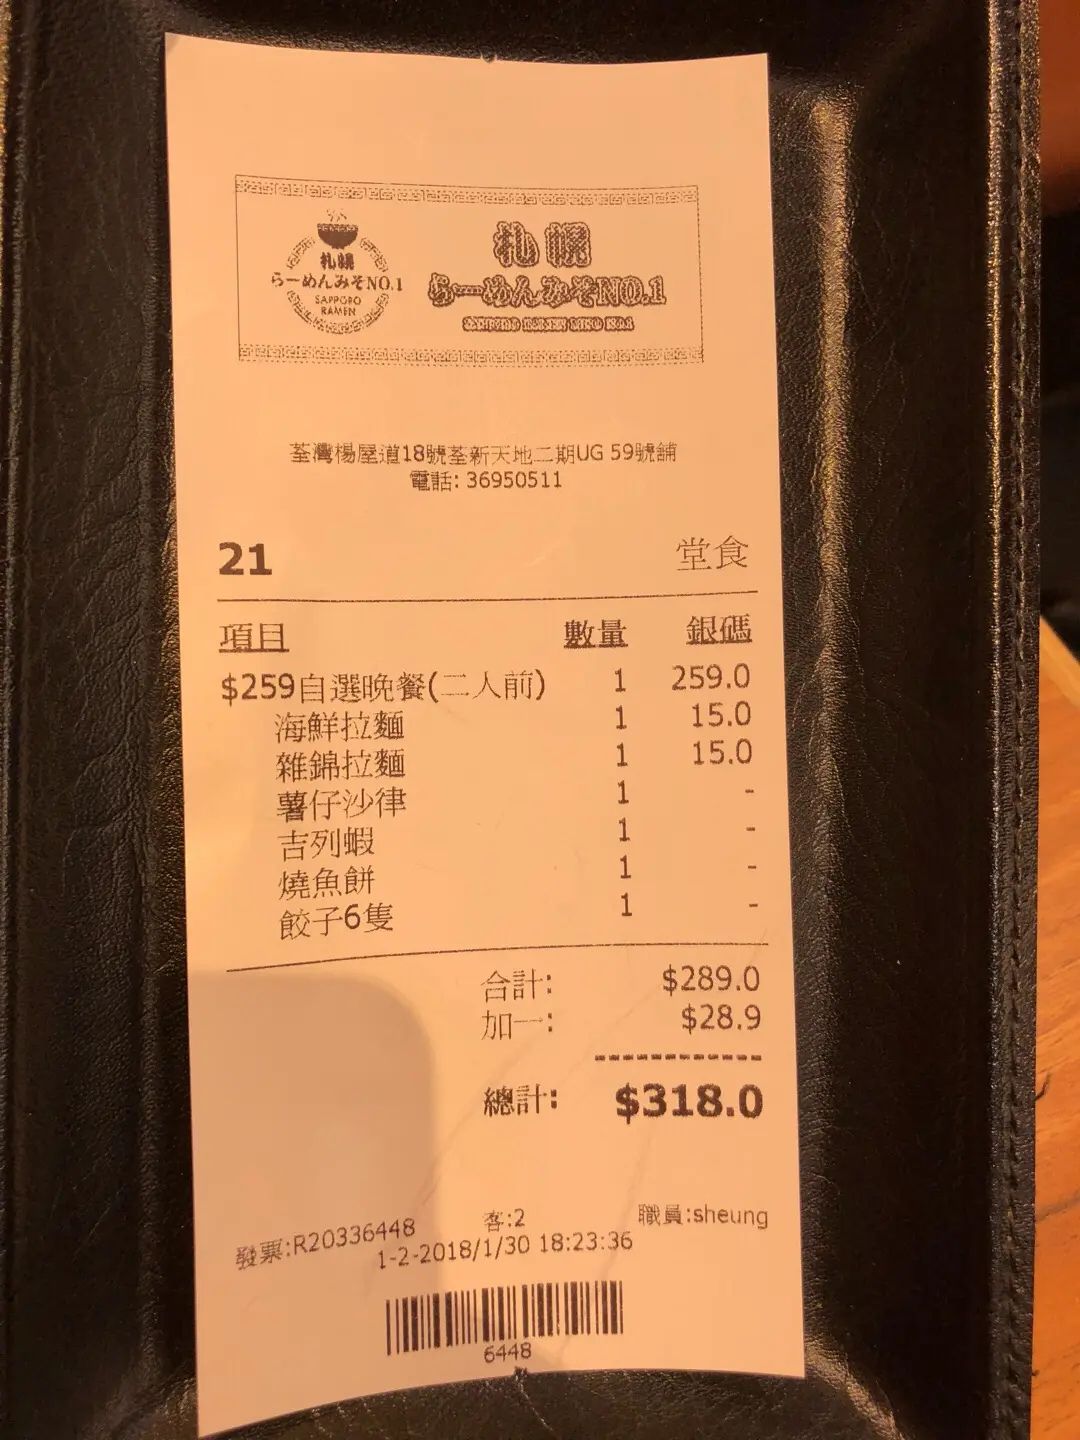 札幌
らーめんみそNO.1
SAPPORO
RAMEN
札幌
らーめんみそNO.1
荃灣楊屋道18號荃新天地二期UG 59號舖
電話: 36950511
21 堂食
項目 數量 銀碼
$259自選晚餐(二人前) 1 259.0
海鮮拉麵 1 15.0
雜錦拉麵 1 15.0
薯仔沙律 1 -
吉列蝦 1 -
燒魚餅 1 -
餃子6隻 1 -
合計: $289.0
加一: $28.9
總計: $318.0
發票:R20336448 客:2 職員:sheung
1-2-2018/1/30 18:23:36
6448